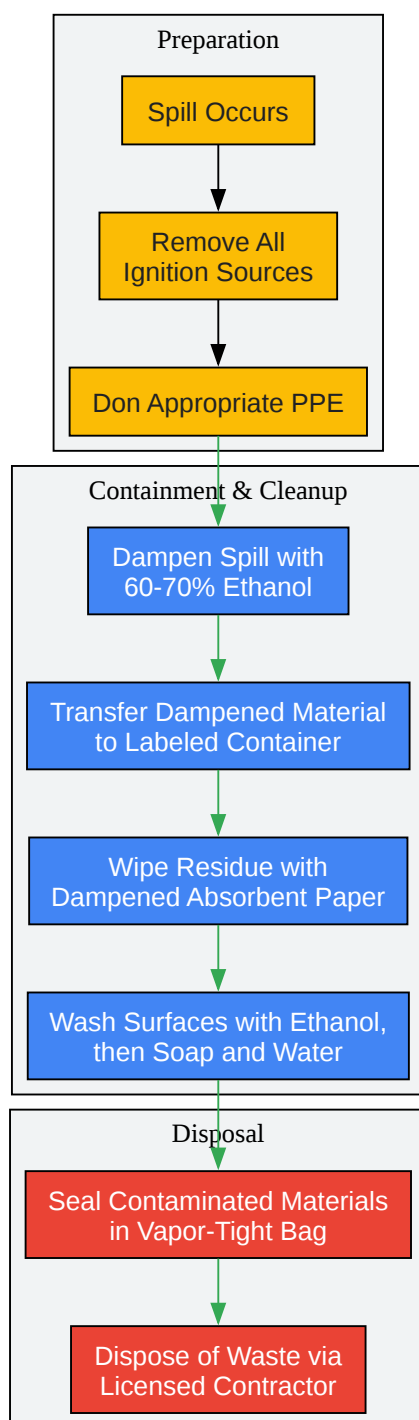 Preparation
Spill Occurs
Remove All
Ignition Sources
Don Appropriate PPE
Containment & Cleanup
Dampen Spill with
60-70% Ethanol
Transfer Dampened Material
to Labeled Container
Wipe Residue with
Dampened Absorbent Paper
Wash Surfaces with Ethanol,
then Soap and Water
Disposal
Seal Contaminated Materials
in Vapor-Tight Bag
Dispose of Waste via
Licensed Contractor